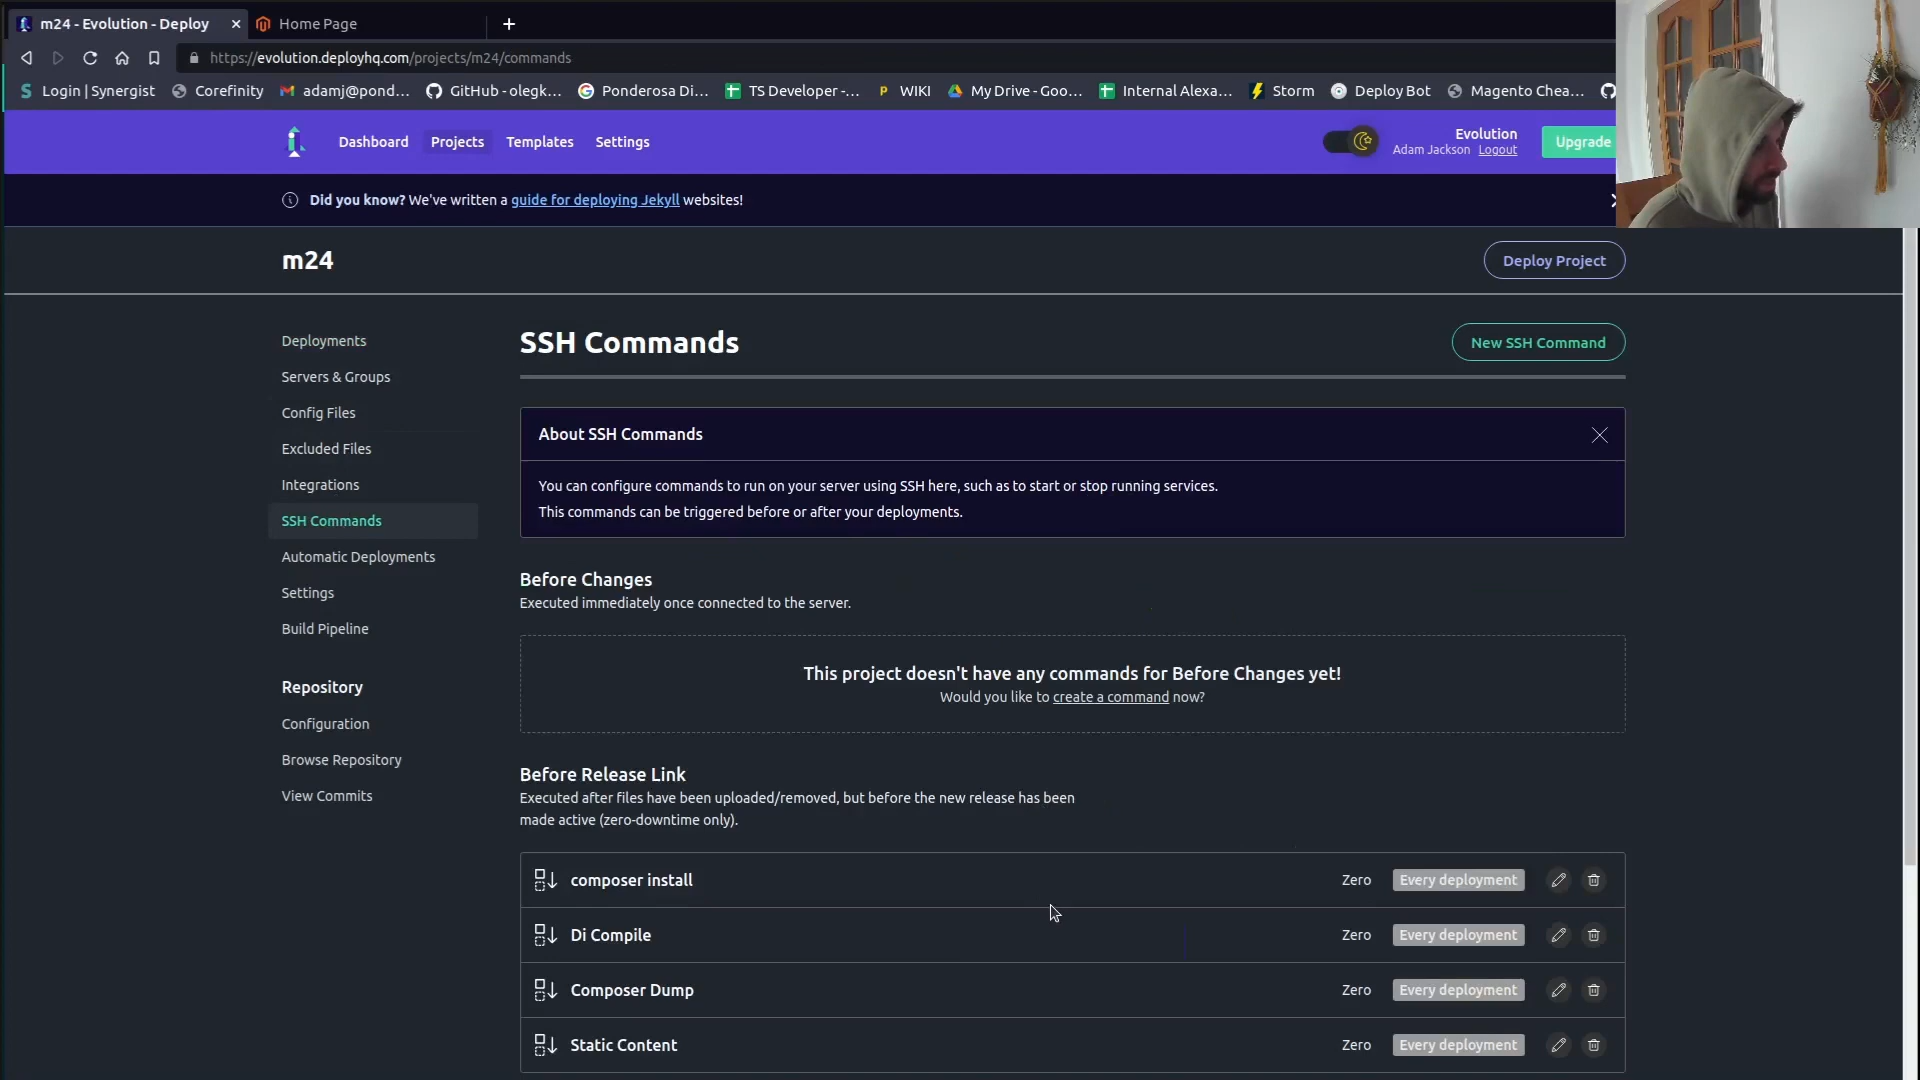 m24 - Evolution - Deploy
Home Page
https://evolution.deployhq.com/projects/m24/commands
Login | Synergist
Corefinity
adamj@pond...
GitHub - olegk...
Ponderosa Di...
TS Developer -...
WIKI
My Drive - Goo...
Internal Alexa...
Storm
Deploy Bot
Magento Chea...
Dashboard
Projects
Templates
Settings
Evolution
Adam Jackson Logout
Upgrade
Did you know? We've written a guide for deploying Jekyll websites!
m24
Deploy Project
Deployments
Servers & Groups
Config Files
Excluded Files
Integrations
SSH Commands
Automatic Deployments
Settings
Build Pipeline
Repository
Configuration
Browse Repository
View Commits
SSH Commands
New SSH Command
About SSH Commands
You can configure commands to run on your server using SSH here, such as to start or stop running services.
This commands can be triggered before or after your deployments.
Before Changes
Executed immediately once connected to the server.
This project doesn't have any commands for Before Changes yet!
Would you like to create a command now?
Before Release Link
Executed after files have been uploaded/removed, but before the new release has been
made active (zero-downtime only).
composer install Zero Every deployment
Di Compile Zero Every deployment
Composer Dump Zero Every deployment
Static Content Zero Every deployment